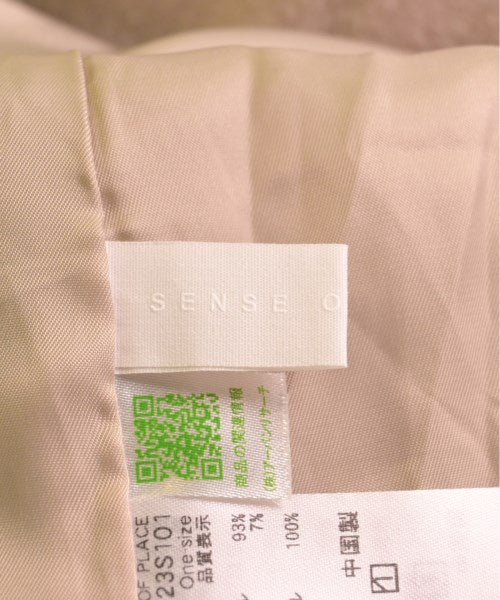 SENSE O
商品の関連情報
(株)アーバンリサーチ
OF PLACE
23S101
One-size
品質表示
93%
7%
100%
中国製